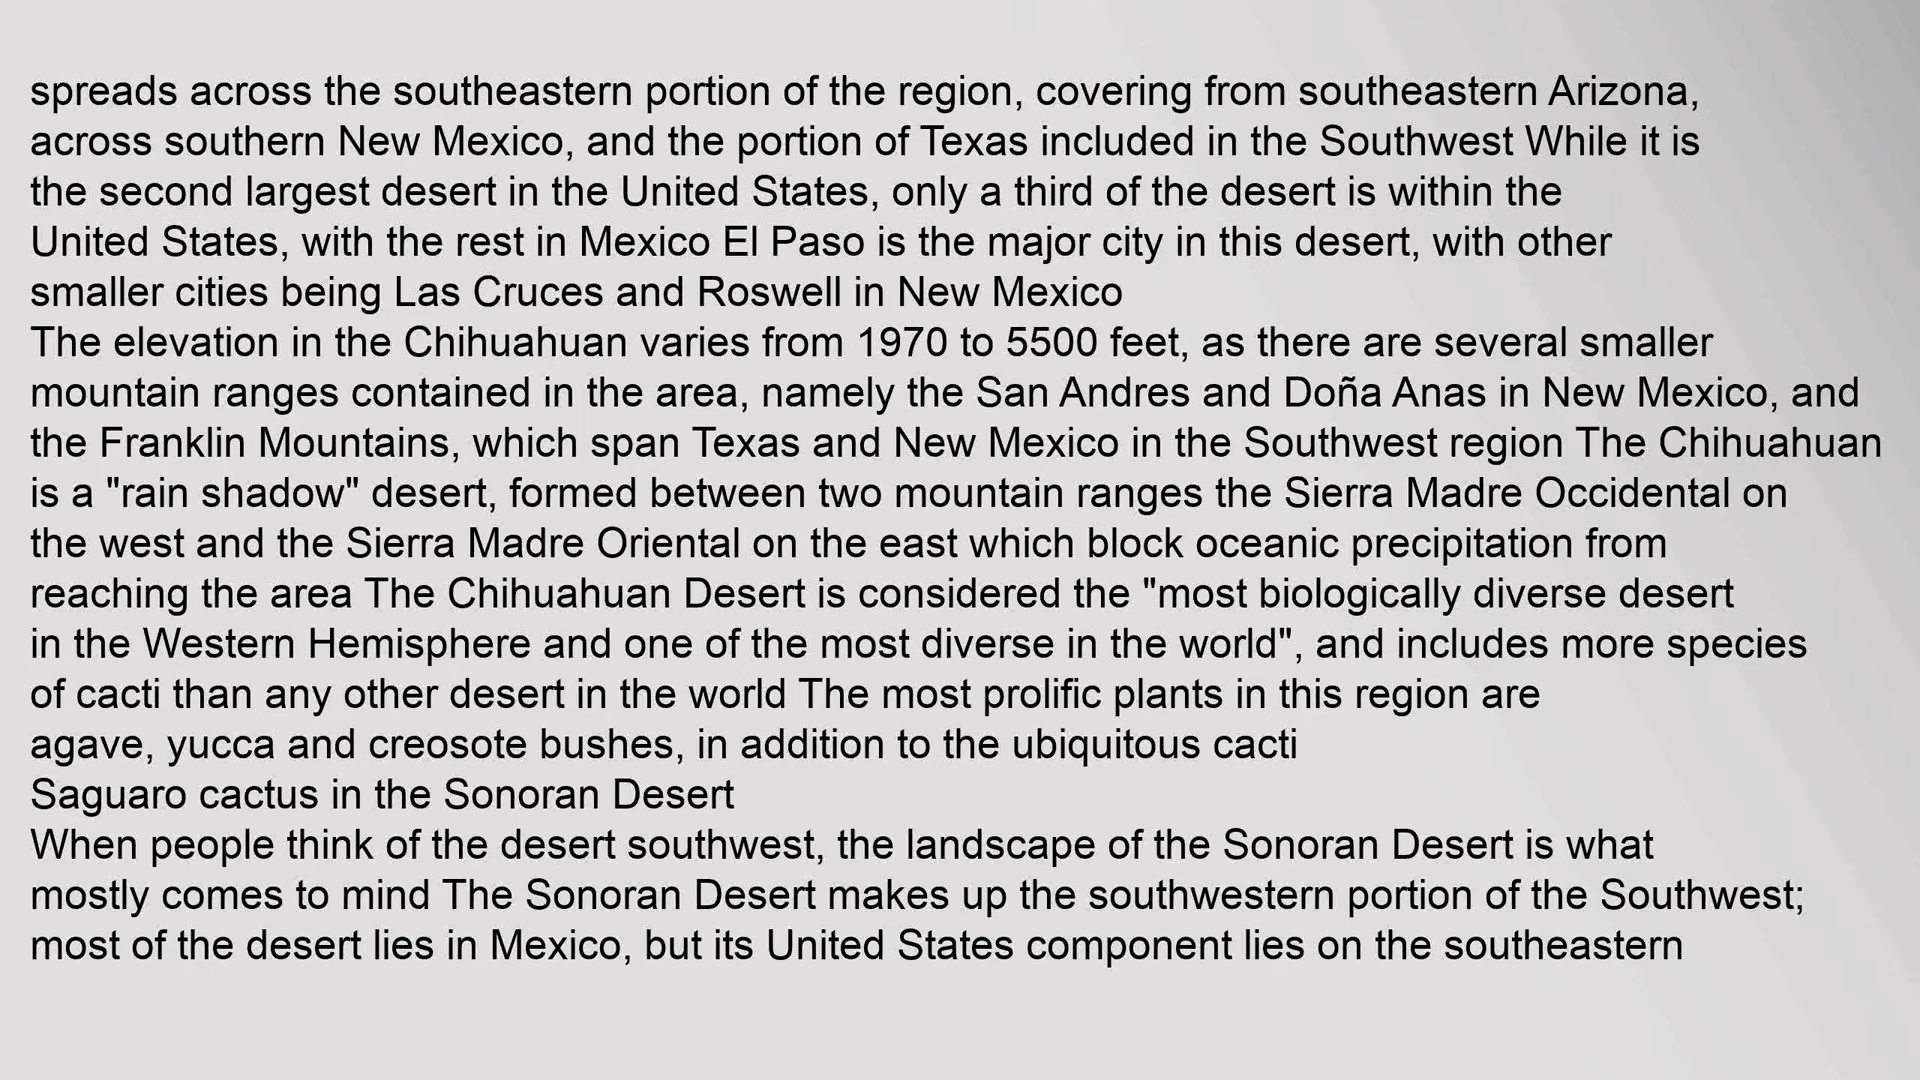 spreads across the southeastern portion of the region, covering from southeastern Arizona,
across southern New Mexico, and the portion of Texas included in the Southwest While it is
the second largest desert in the United States, only a third of the desert is within the
United States, with the rest in Mexico El Paso is the major city in this desert, with other
smaller cities being Las Cruces and Roswell in New Mexico
The elevation in the Chihuahuan varies from 1970 to 5500 feet, as there are several smaller
mountain ranges contained in the area, namely the San Andres and Doña Anas in New Mexico, and
the Franklin Mountains, which span Texas and New Mexico in the Southwest region The Chihuahuan
is a "rain shadow" desert, formed between two mountain ranges the Sierra Madre Occidental on
the west and the Sierra Madre Oriental on the east which block oceanic precipitation from
reaching the area The Chihuahuan Desert is considered the "most biologically diverse desert
in the Western Hemisphere and one of the most diverse in the world", and includes more species
of cacti than any other desert in the world The most prolific plants in this region are
agave, yucca and creosote bushes, in addition to the ubiquitous cacti
Saguaro cactus in the Sonoran Desert
When people think of the desert southwest, the landscape of the Sonoran Desert is what
mostly comes to mind The Sonoran Desert makes up the southwestern portion of the Southwest;
most of the desert lies in Mexico, but its United States component lies on the southeastern